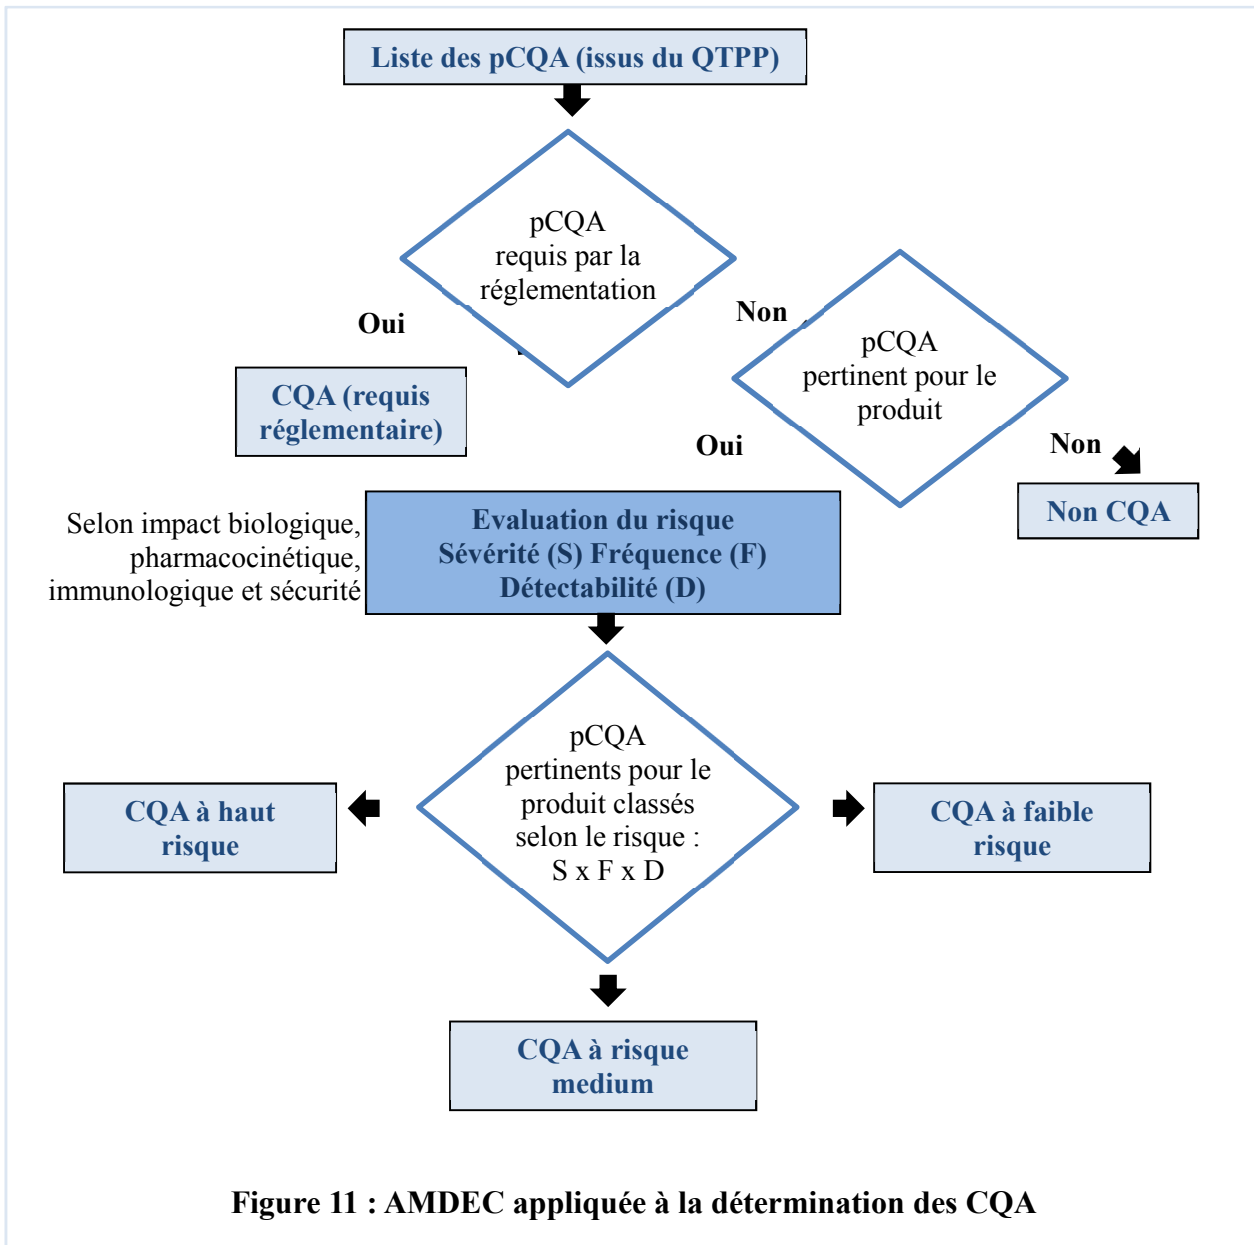 Liste des pCQA (issus du QTPP)
pCQA
requis par la
réglementation
Oui
Non
CQA (requis
réglementaire)
pCQA
pertinent pour le
produit
Oui
Non
Non CQA
Selon impact biologique,
pharmacocinétique,
immunologique et sécurité
Evaluation du risque
Sévérité (S) Fréquence (F)
Détectabilité (D)
pCQA
pertinents pour le
produit classés
selon le risque :
S x F x D
CQA à haut
risque
CQA à faible
risque
CQA à risque
medium
Figure 11 : AMDEC appliquée à la détermination des CQA